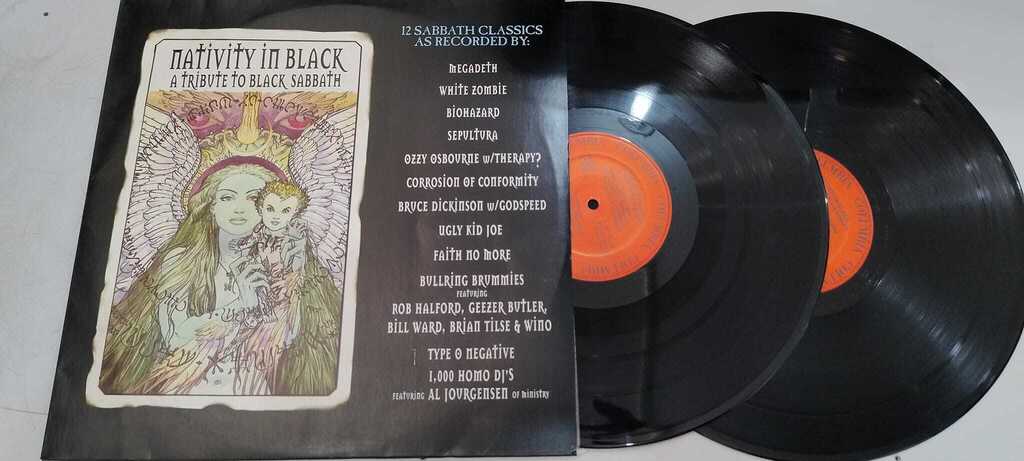 NATIVITY IN BLACK
A TRIBUTE TO BLACK SABBATH
12 SABBATH CLASSICS
AS RECORDED BY:
MEGADETH
WHITE ZOMBIE
BIOHAZARD
SEPULTURA
OZZY OSBOURNE w/THERAPY?
CORROSION OF CONFORMITY
BRUCE DICKINSON w/GODSPEED
UGLY KID JOE
FAITH NO MORE
BULLRING BRUMMIES
FEATURING
ROB HALFORD, GEEZER BUTLER,
BILL WARD, BRIAN TILSE & WINO
TYPE O NEGATIVE
1,000 HOMO DJ'S
FEATURING AL JOURGENSEN OF MINISTRY
COLUMBIA
COLUMBIA